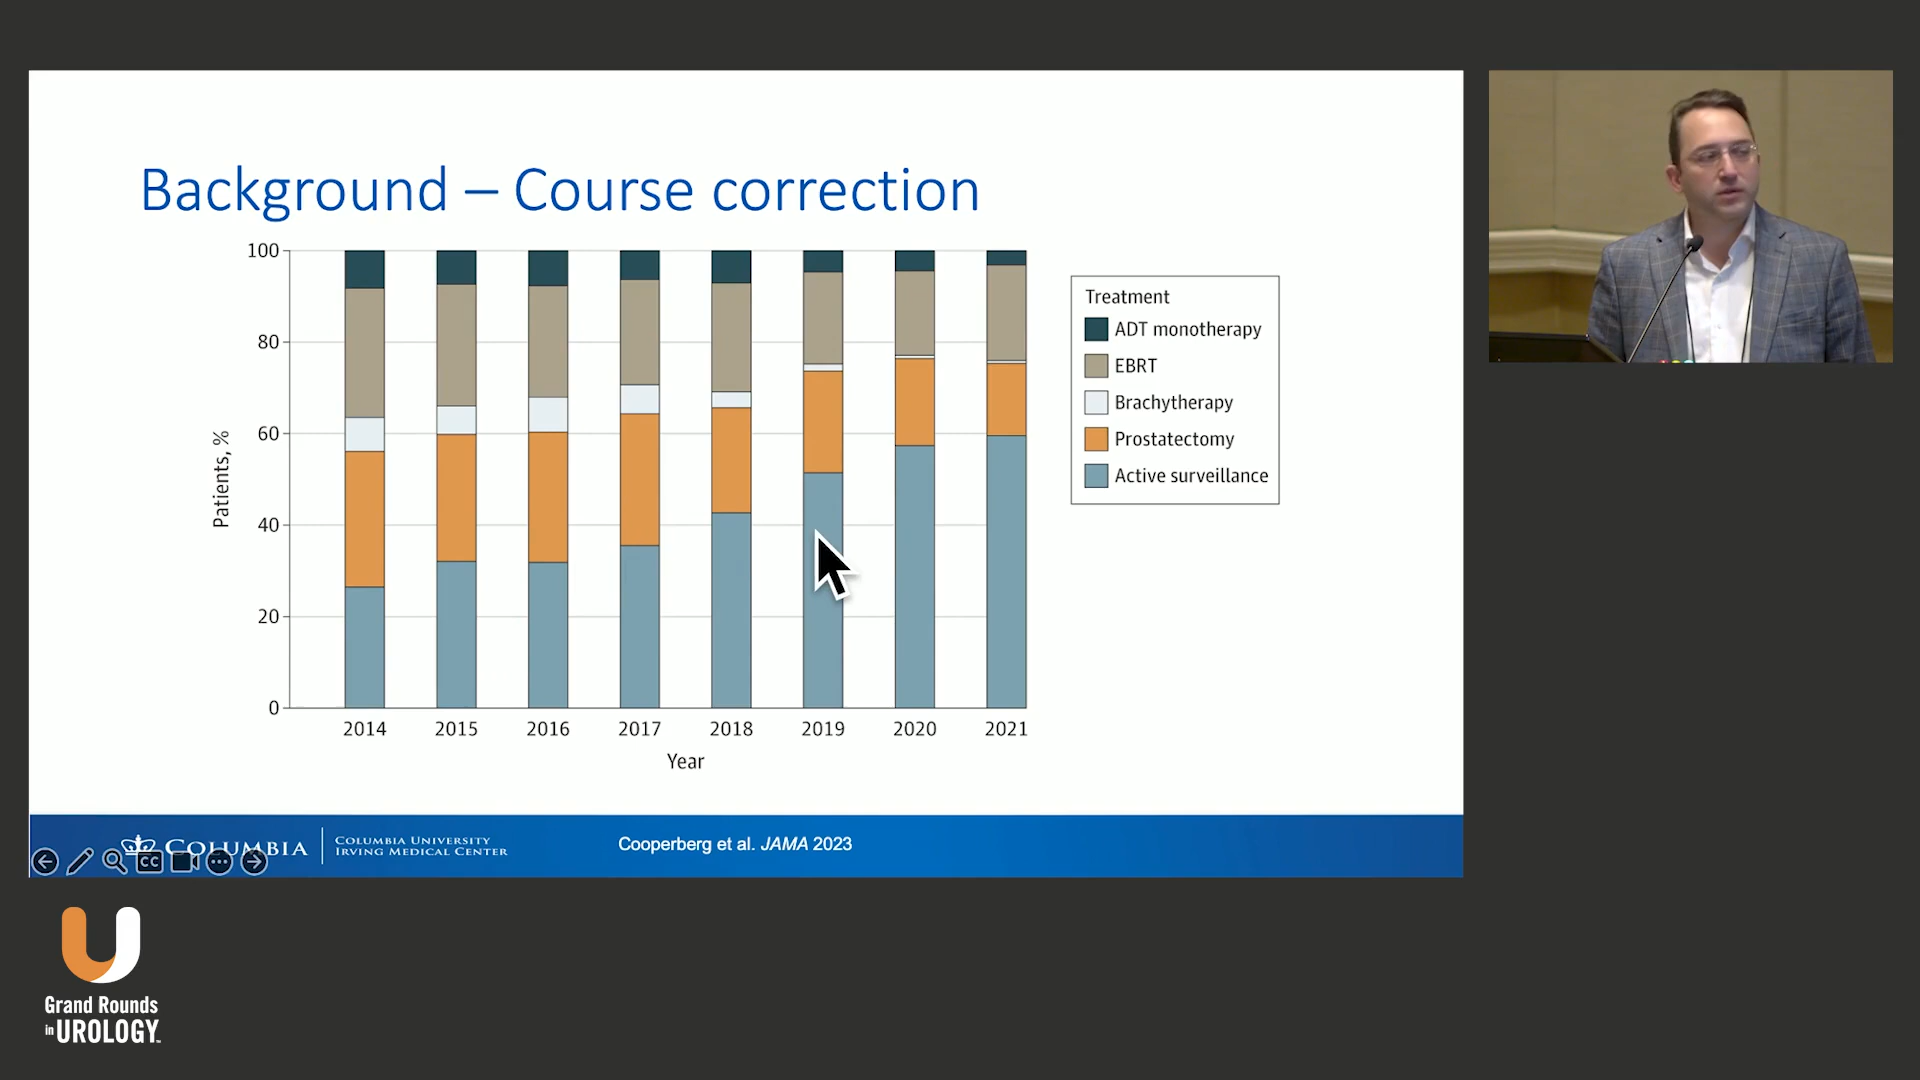 Background – Course correction
100
80
60
40
20
0
Patients, %
2014 2015 2016 2017 2018 2019 2020 2021
Year
Treatment
ADT monotherapy
EBRT
Brachytherapy
Prostatectomy
Active surveillance
COLUMBIA
COLUMBIA UNIVERSITY
IRVING MEDICAL CENTER
Cooperberg et al. JAMA 2023
CC
Grand Rounds
in UROLOGY™